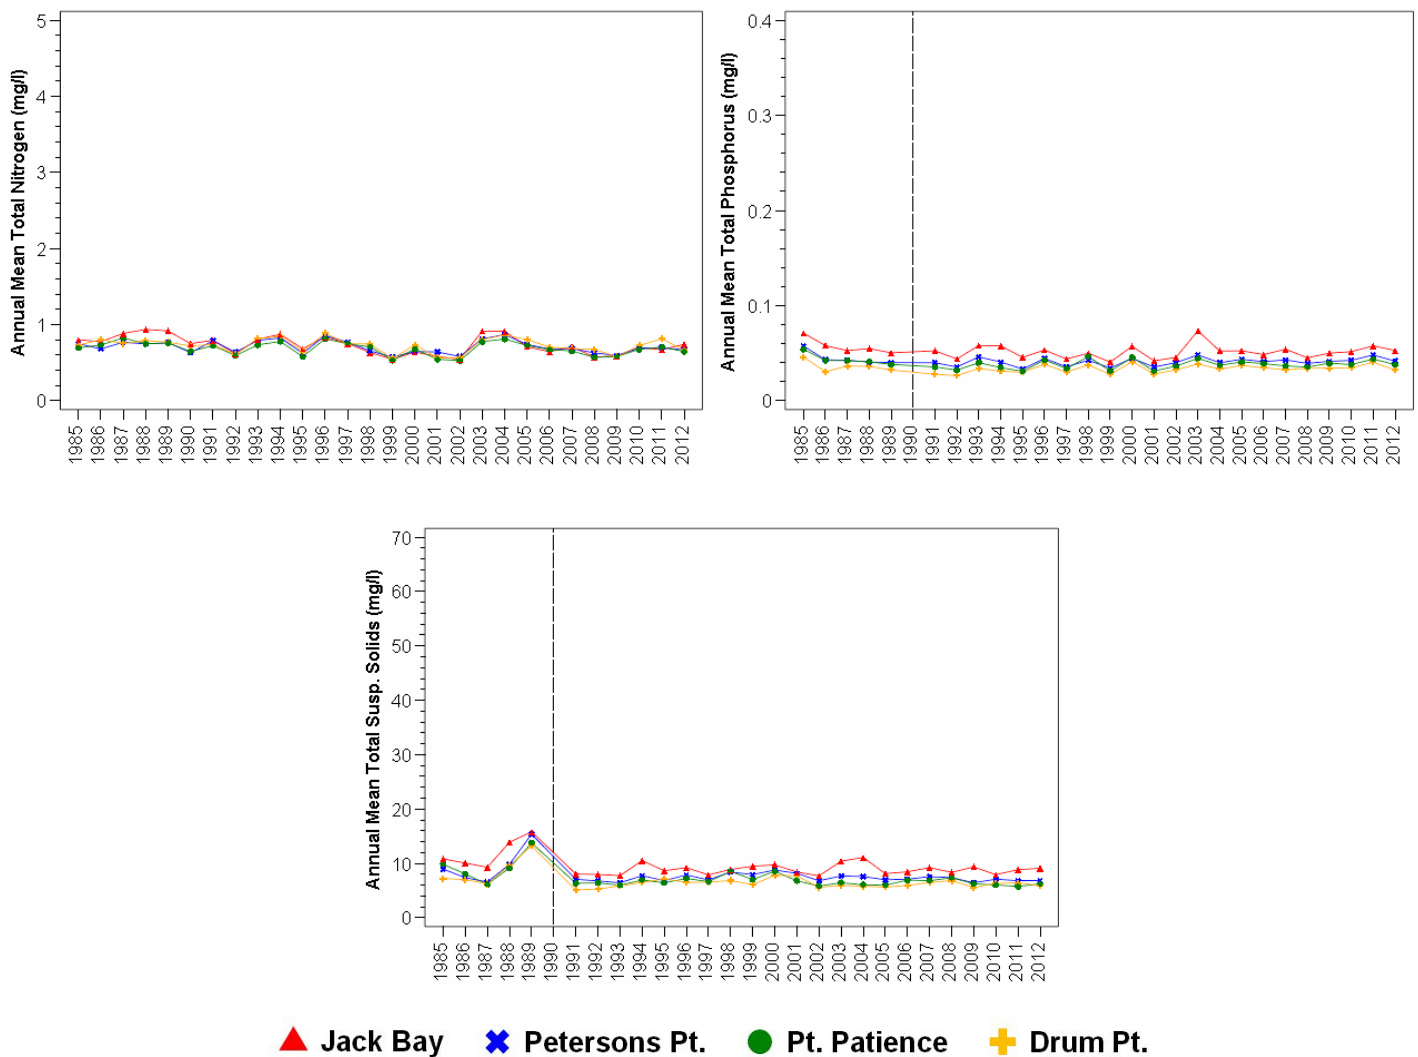 Annual Mean Total Nitrogen (mg/l)
5
4
3
2
1
0
1985 1986 1987 1988 1989 1990 1991 1992 1993 1994 1995 1996 1997 1998 1999 2000 2001 2002 2003 2004 2005 2006 2007 2008 2009 2010 2011 2012
Annual Mean Total Phosphorus (mg/l)
0.4
0.3
0.2
0.1
0
1985 1986 1987 1988 1989 1990 1991 1992 1993 1994 1995 1996 1997 1998 1999 2000 2001 2002 2003 2004 2005 2006 2007 2008 2009 2010 2011 2012
Annual Mean Total Susp. Solids (mg/l)
70
60
50
40
30
20
10
0
1985 1986 1987 1988 1989 1990 1991 1992 1993 1994 1995 1996 1997 1998 1999 2000 2001 2002 2003 2004 2005 2006 2007 2008 2009 2010 2011 2012
Jack Bay Petersons Pt. Pt. Patience Drum Pt.